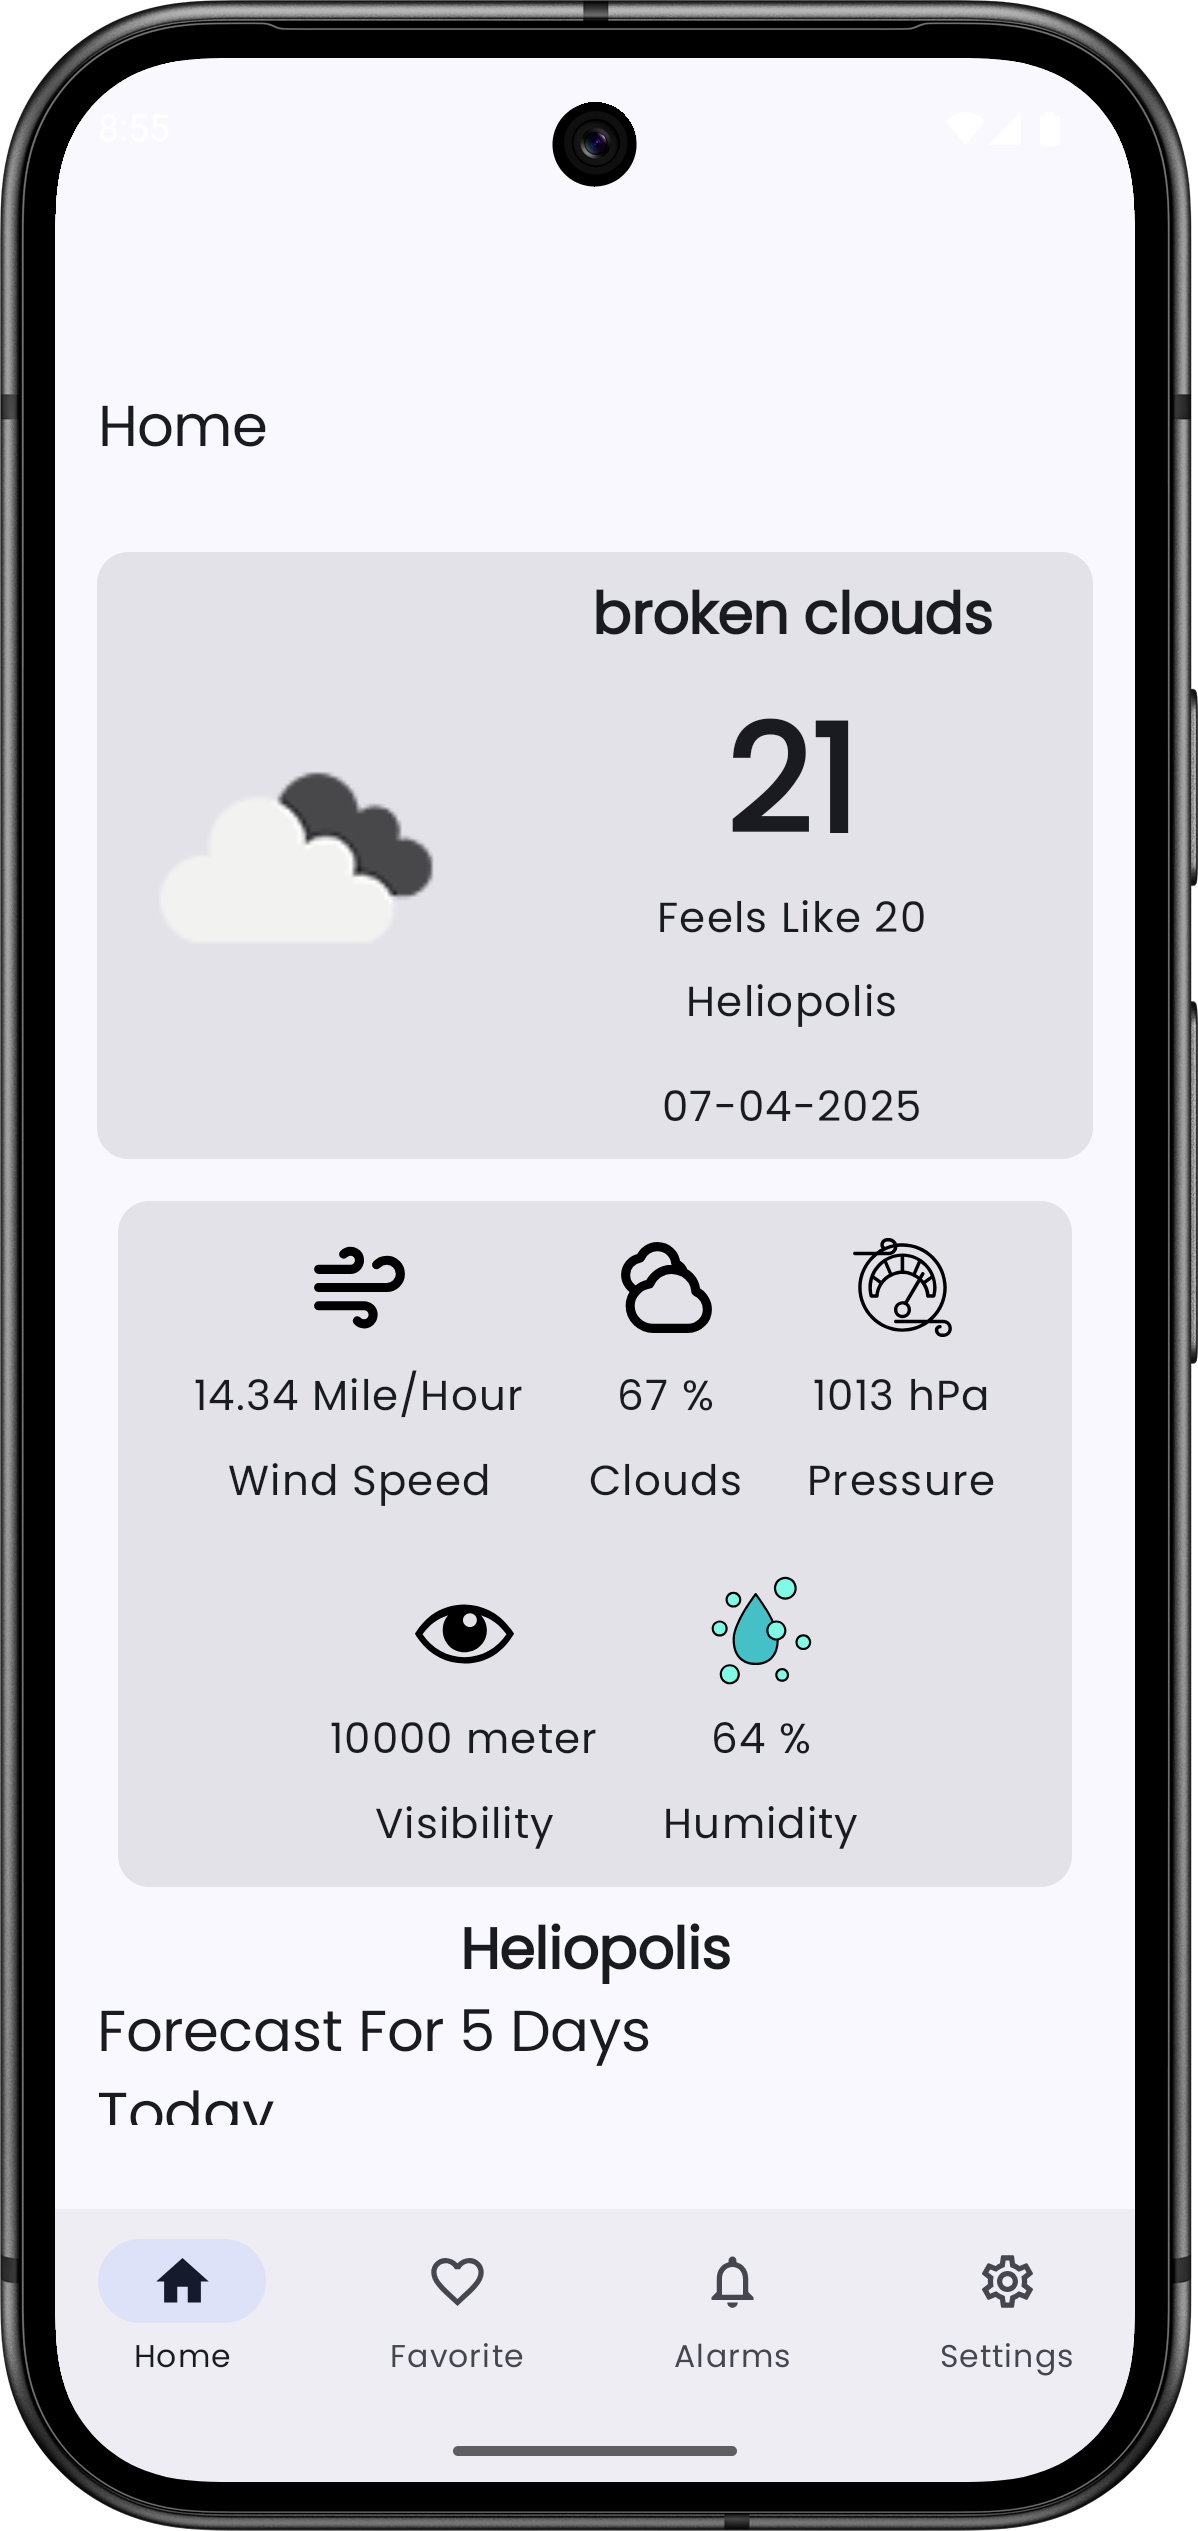 8:55
Home
broken clouds
21
Feels Like 20
Heliopolis
07-04-2025
14.34 Mile/Hour 67 % 1013 hPa
Wind Speed Clouds Pressure
10000 meter 64 %
Visibility Humidity
Heliopolis
Forecast For 5 Days
Today
Home Favorite Alarms Settings